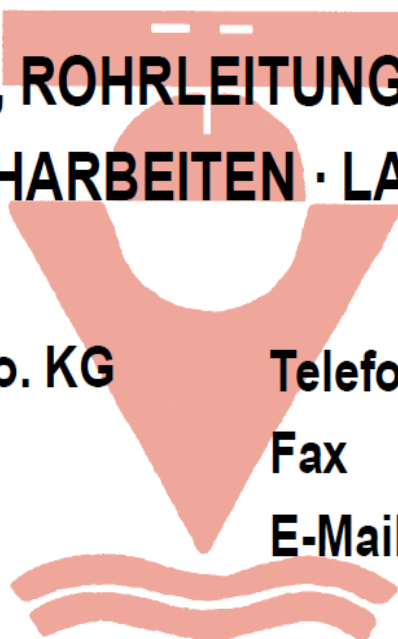 , ROHRLEITUNG
HARBEITEN · LA
o. KG
Telefo
Fax
E-Mail